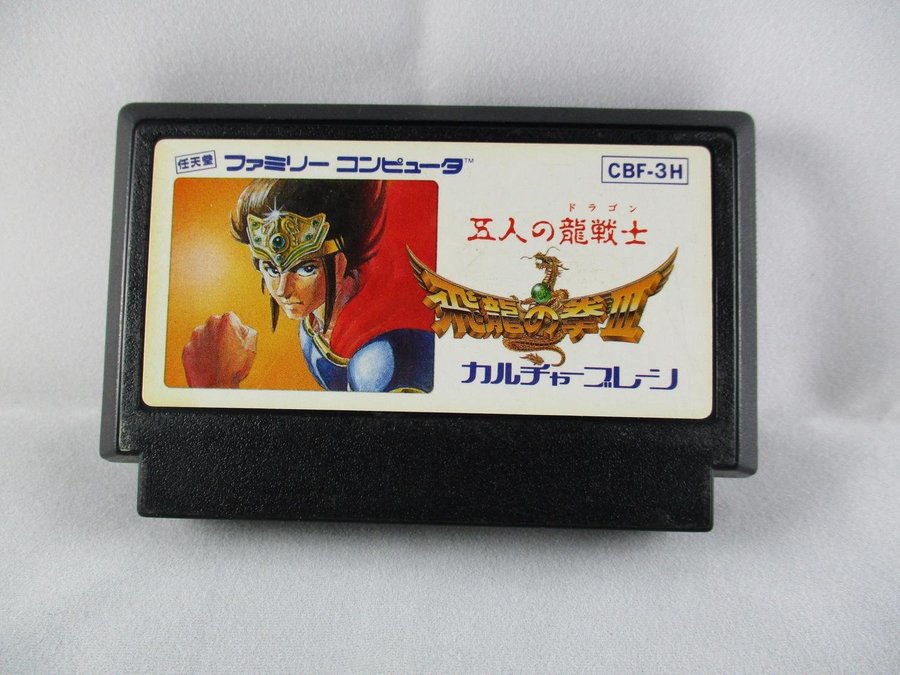 任天堂 ファミリー コンピュータ™
CBF-3H
ドラゴン
五人の龍戦士
飛龍の拳III
カルチャーブレーン